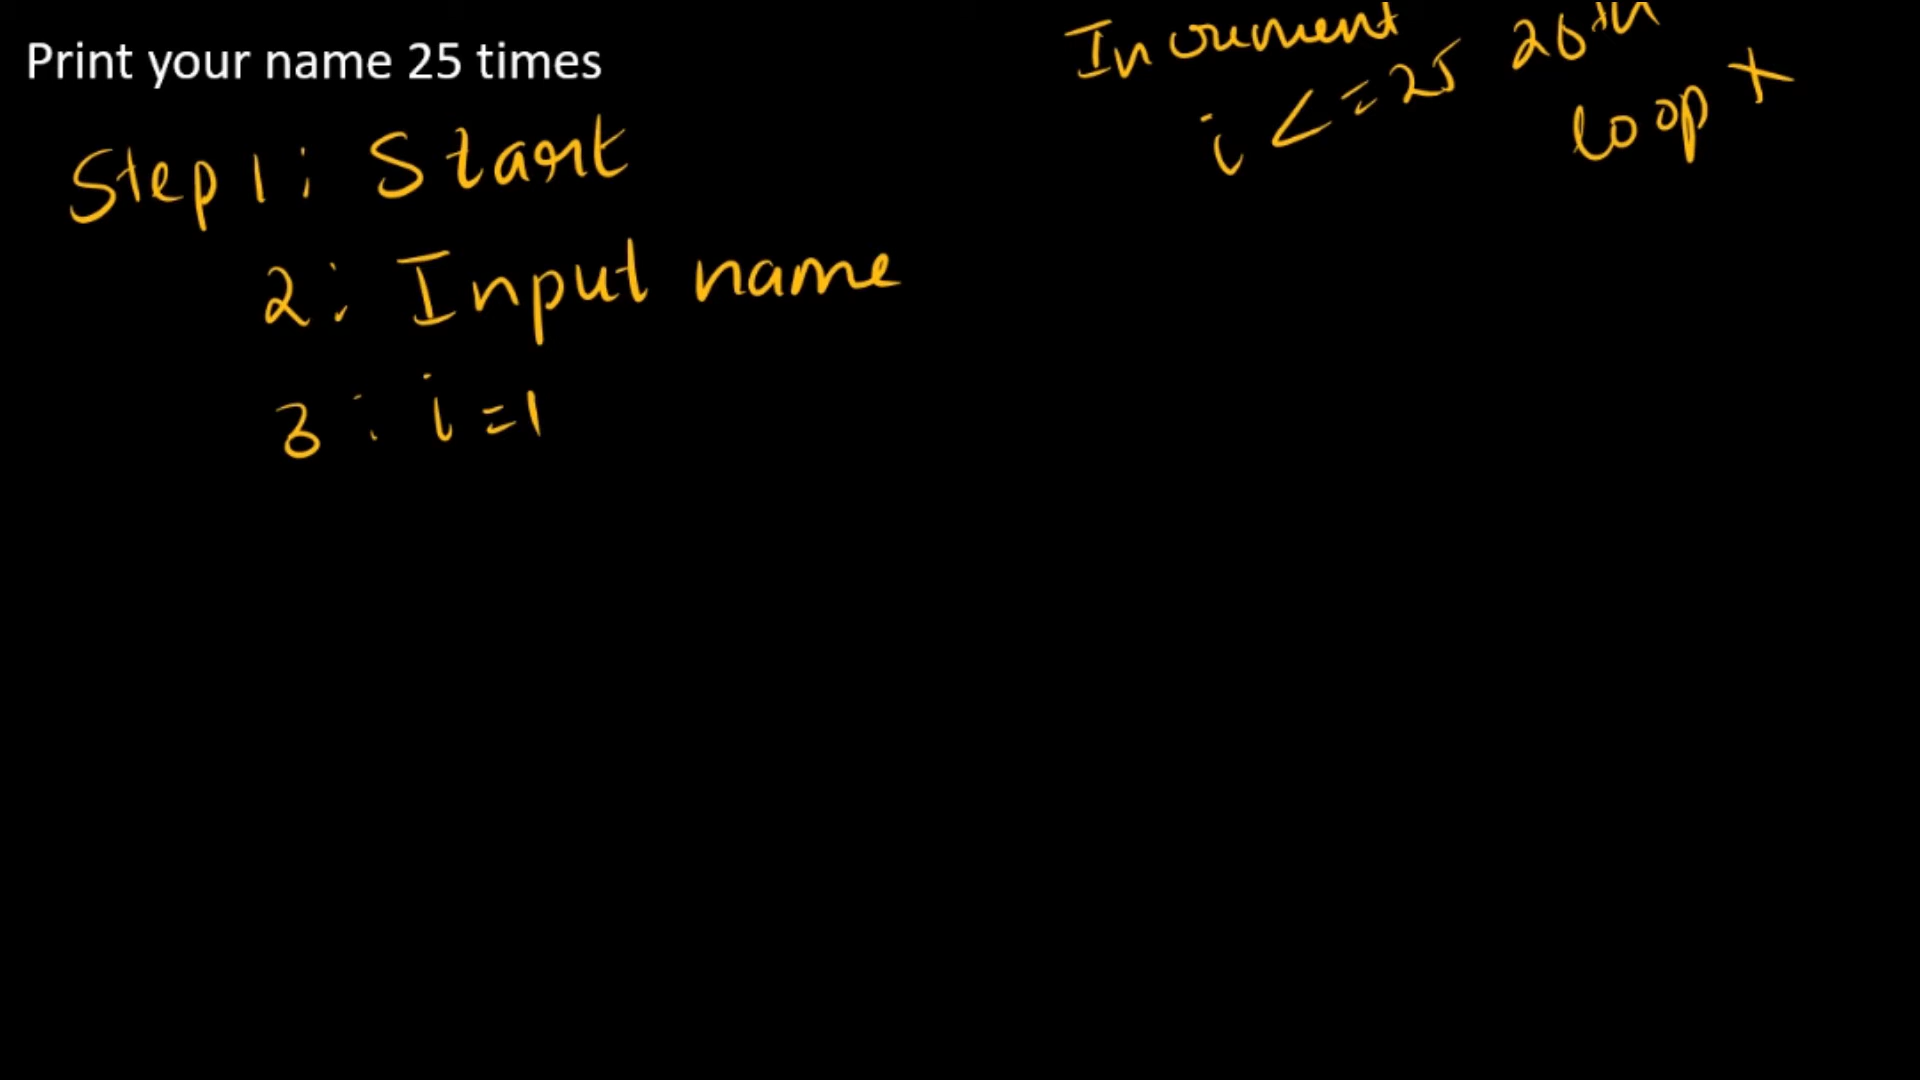 Print your name 25 times
Increment
i <= 25 26th
loop x
Step 1: Start
2: Input name
3: i=1